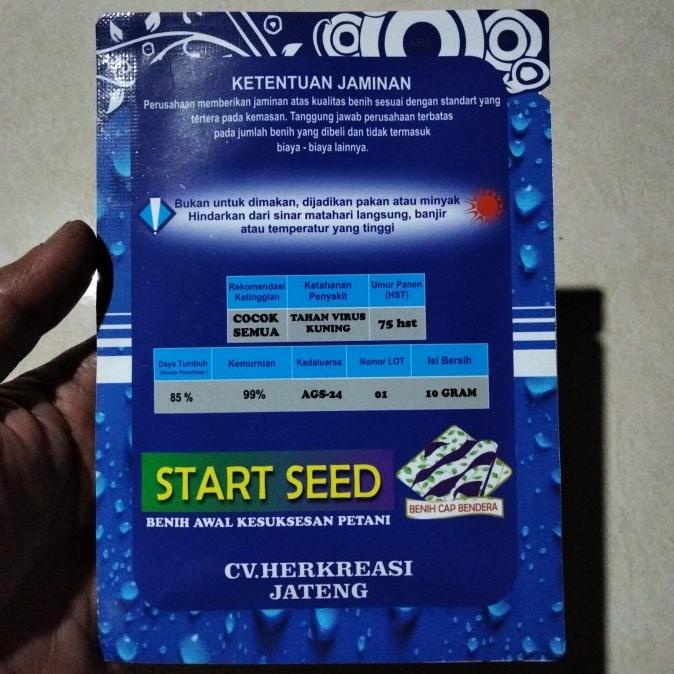 KETENTUAN JAMINAN
Perusahaan memberikan jaminan atas kualitas benih sesuai dengan standart yang
tertera pada kemasan. Tanggung jawab perusahaan terbatas
pada jumlah benih yang dibeli dan tidak termasuk
biaya - biaya lainnya.
Bukan untuk dimakan, dijadikan pakan atau minyak
Hindarkan dari sinar matahari langsung, banjir
atau temperatur yang tinggi
Rekomendasi Ketinggian
Ketahanan Penyakit
Umur Panen (HST)
COCOK SEMUA
TAHAN VIRUS KUNING
75 hst
Daya Tumbuh
Kemurnian
Kadaluarsa
Nomor LOT
Isi Bersih
85 %
99%
AGS-24
01
10 GRAM
START SEED
BENIH CAP BENDERA
BENIH AWAL KESUKSESAN PETANI
CV.HERKREASI
JATENG